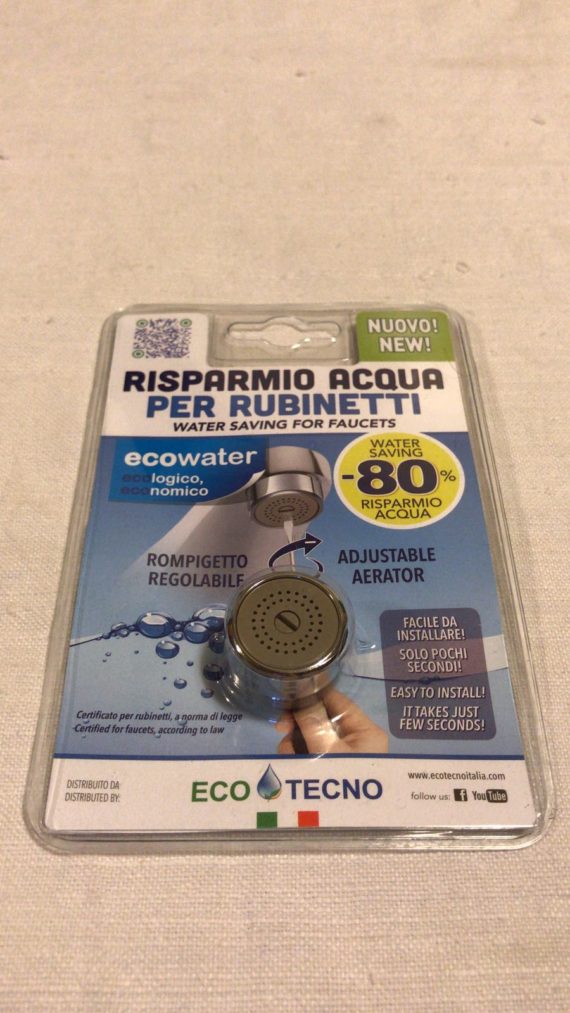 NUOVO!
NEW!
RISPARMIO ACQUA
PER RUBINETTI
WATER SAVING FOR FAUCETS
ecowater
ecologico,
economico
WATER
SAVING
-80%
RISPARMIO
ACQUA
ROMPIGETTO
REGOLABILE
ADJUSTABLE
AERATOR
FACILE DA
INSTALLARE!
SOLO POCHI
SECONDI!
EASY TO INSTALL!
IT TAKES JUST
FEW SECONDS!
Certificato per rubinetti, a norma di legge
Certified for faucets, according to law
DISTRIBUITO DA:
DISTRIBUTED BY:
ECO TECNO
www.ecotecnoitalia.com
follow us: f YouTube